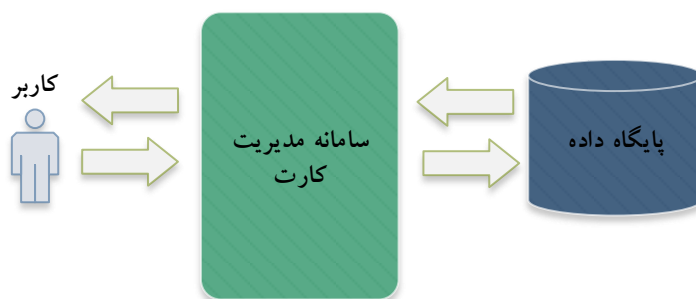 کاربر
سامانه مدیریت
کارت
پایگاه داده